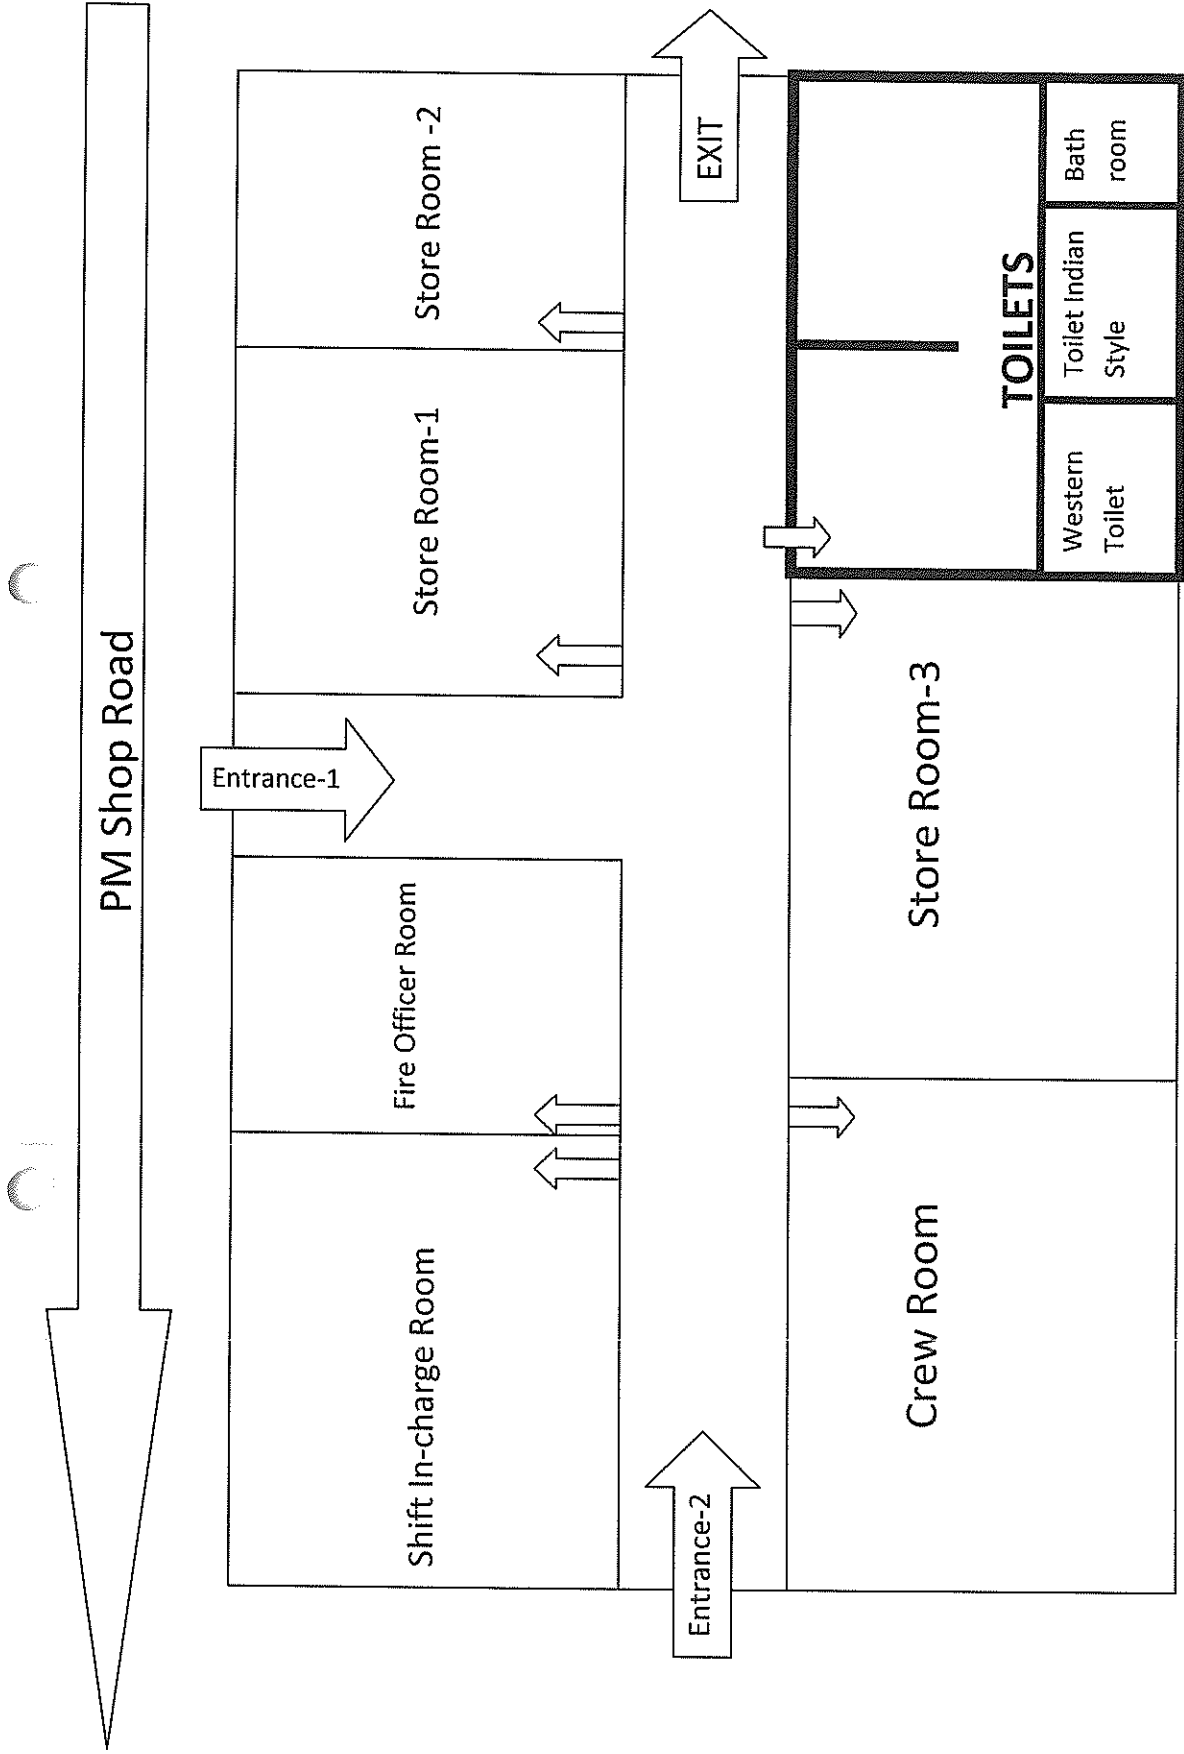 PM Shop Road
Entrance-1
Shift In-charge Room
Fire Officer Room
Store Room-1
Store Room -2
Entrance-2
EXIT
Crew Room
Store Room-3
TOILETS
Western
Toilet
Toilet Indian
Style
Bath
room